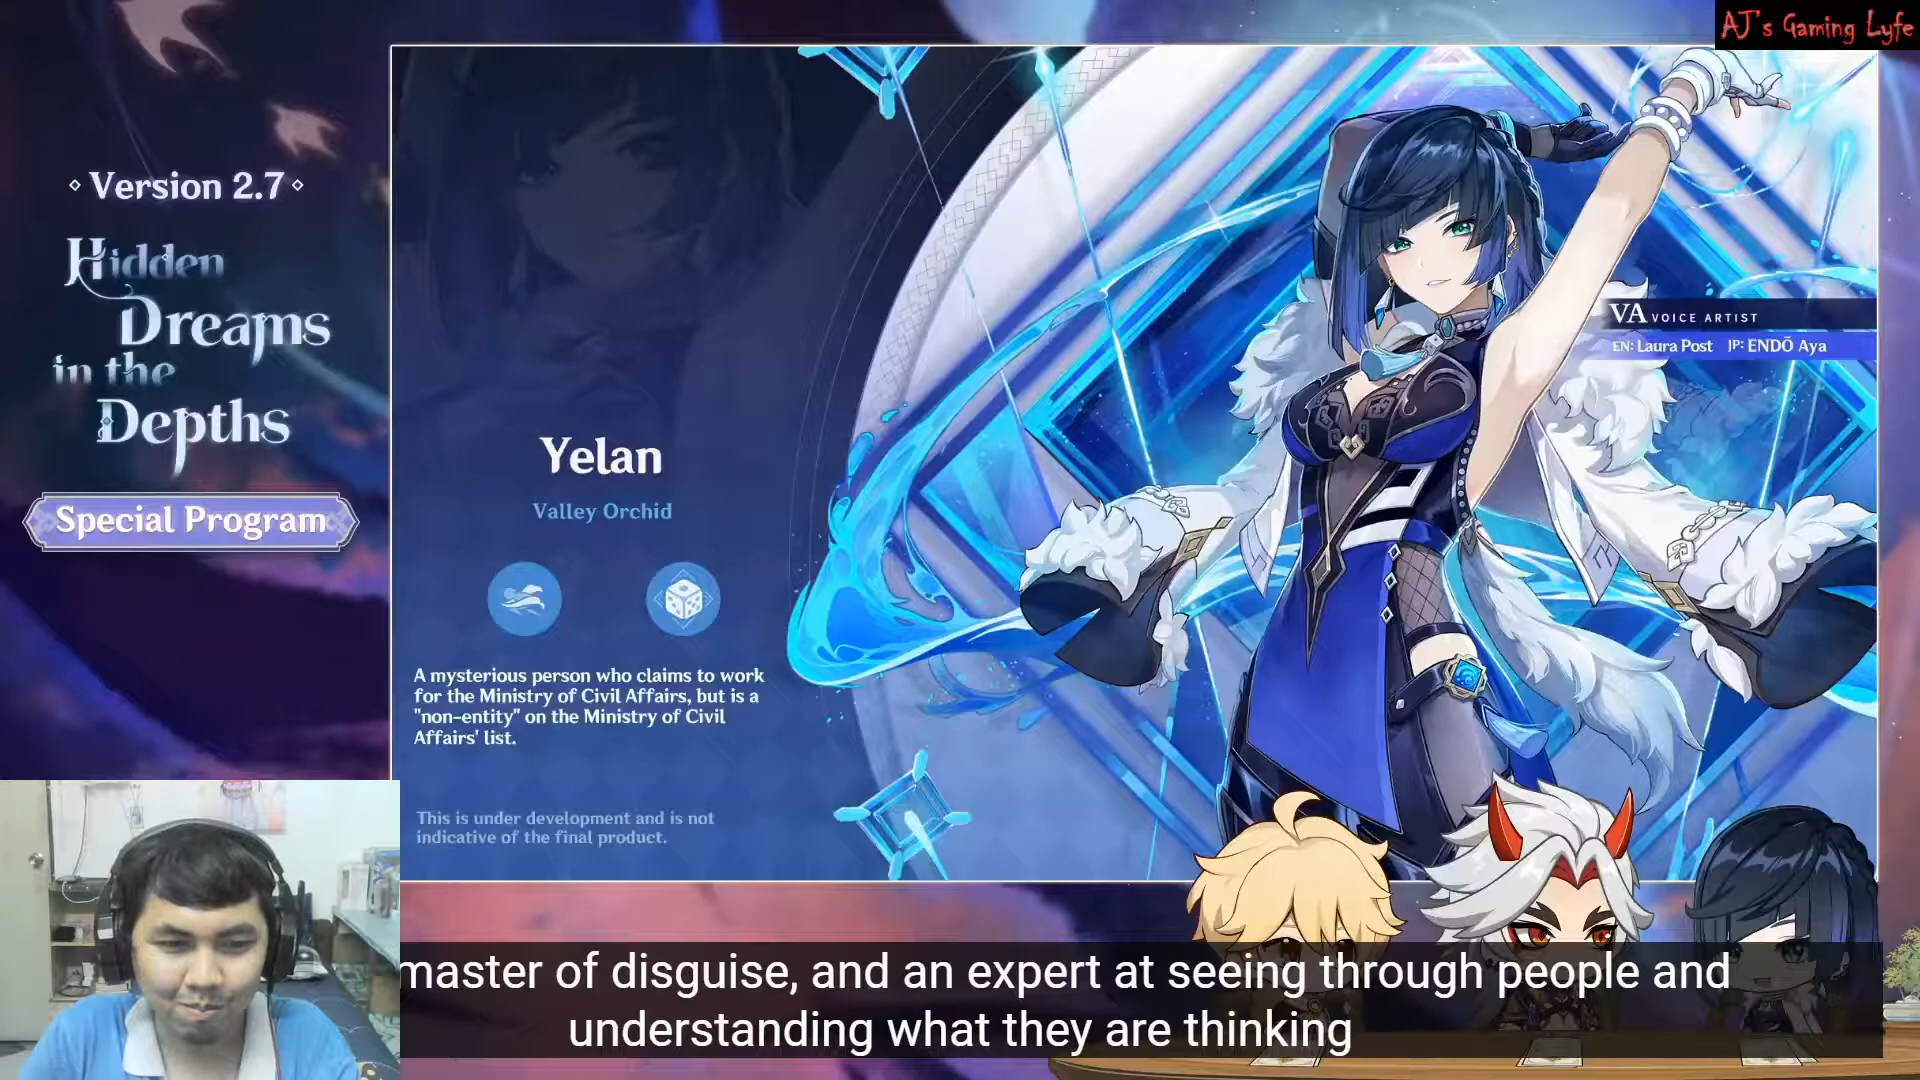 AJ's Gaming Lyfe
Version 2.7
Hidden
Dreams
in the
Depths
Special Program
Yelan
Valley Orchid
A mysterious person who claims to work
for the Ministry of Civil Affairs, but is a
"non-entity" on the Ministry of Civil
Affairs' list.
This is under development and is not
indicative of the final product.
VA VOICE ARTIST
EN: Laura Post JP: ENDŌ Aya
master of disguise, and an expert at seeing through people and
understanding what they are thinking